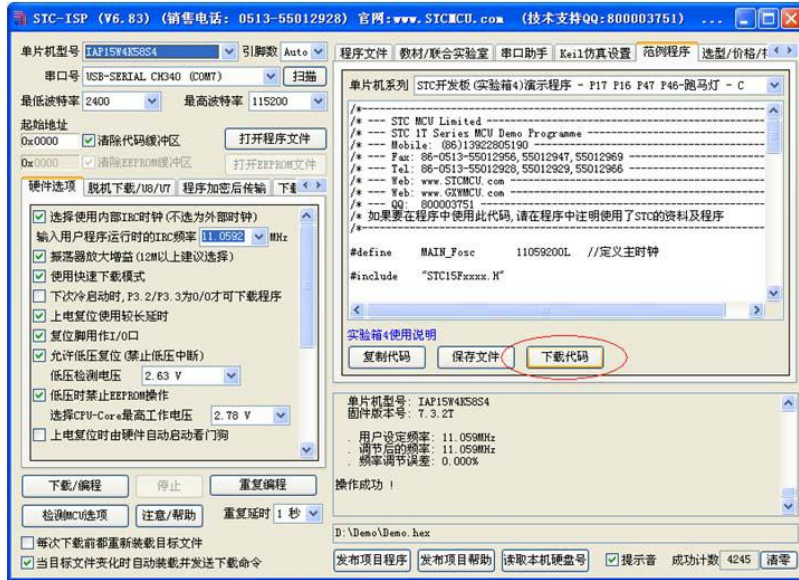 STC-ISP (V6.83) (销售电话: 0513-55012928) 官网:www.STCMCU.com (技术支持QQ:800003751) ...
单片机型号 IAP15W4K58S4 引脚数 Auto
串口号 USB-SERIAL CH340 (COM7) 扫描
最低波特率 2400 最高波特率 115200
起始地址
0x0000 清除代码缓冲区 打开程序文件
0x0000 清除EEPROM缓冲区 打开EEPROM文件
硬件选项 脱机下载/U8/U7 程序加密后传输
选择使用内部IRC时钟(不选为外部时钟)
输入用户程序运行时的IRC频率 11.0592 MHz
振荡器放大增益(12M以上建议选择)
使用快速下载模式
下次冷启动时,P3.2/P3.3为0/0才可下载程序
上电复位使用较长延时
复位脚用作I/O口
允许低压复位(禁止低压中断)
低压检测电压 2.63 V
低压时禁止EEPROM操作
选择CPU-Core最高工作电压 2.78 V
上电复位时由硬件自动启动看门狗
下载/编程 停止 重复编程
检测MCU选项 注意/帮助 重复延时 1 秒
每次下载前都重新装载目标文件
当目标文件变化时自动装载并发送下载命令
程序文件 教材/联合实验室 串口助手 Keil仿真设置 范例程序 选型/价格/
单片机系列 STC开发板(实验箱4)演示程序 - P17 P16 P47 P46-跑马灯 - C
/*---------------------------------------------------------------------
/* --- STC MCU Limited ------------------------------------------------
/* --- STC 1T Series MCU Demo Programme -------------------------------
/* --- Mobile: (86)13922805190 ----------------------------------------
/* --- Fax: 86-0513-55012956,55012947,55012969 ------------------------
/* --- Tel: 86-0513-55012928,55012929,55012966 ------------------------
/* --- Web: www.STCMCU.com --------------------------------------------
/* --- Web: www.GXWMCU.com --------------------------------------------
/* --- QQ: 800003751 --------------------------------------------------
/* 如果要在程序中使用此代码,请在程序中注明使用了STC的资料及程序
/*---------------------------------------------------------------------
#define MAIN_Fosc 11059200L //定义主时钟
#include "STC15Fxxxx.H"
实验箱4使用说明
复制代码 保存文件 下载代码
单片机型号: IAP15W4K58S4
固件版本号: 7.3.2T
. 用户设定频率: 11.059MHz
. 调节后的频率: 11.059MHz
. 频率调节误差: 0.000%
操作成功 !
D:\Demo\Demo.hex
发布项目程序 发布项目帮助 读取本机硬盘号 提示音 成功计数 4245 清零